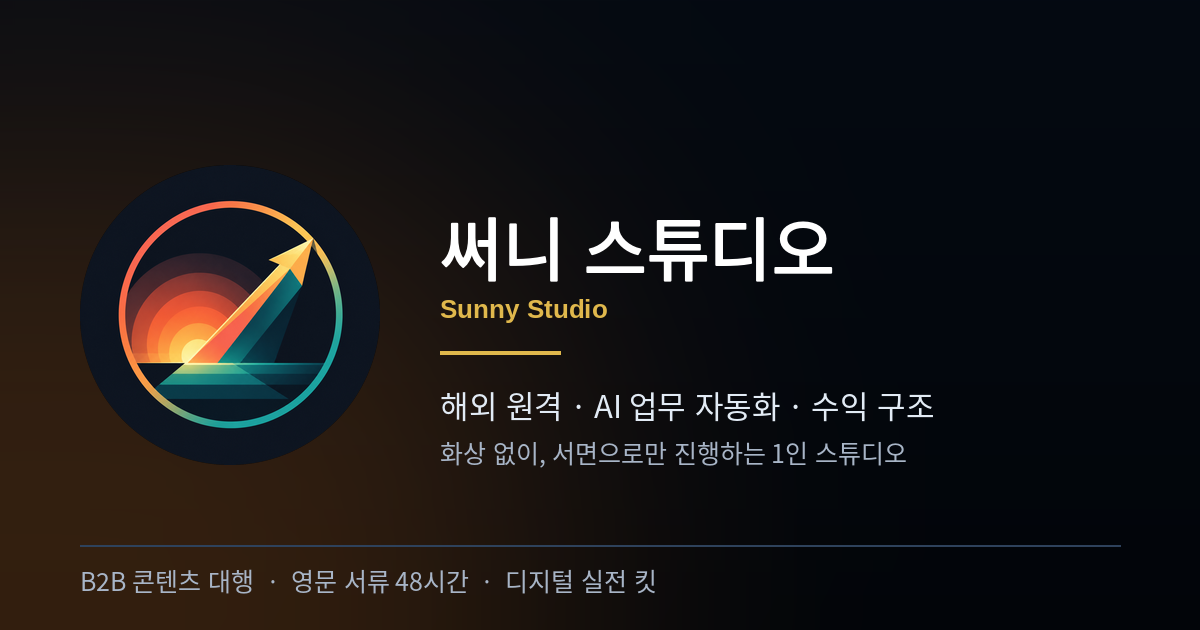 써니 스튜디오
Sunny Studio
해외 원격 · AI 업무 자동화 · 수익 구조
화상 없이, 서면으로만 진행하는 1인 스튜디오
B2B 콘텐츠 대행 · 영문 서류 48시간 · 디지털 실전 킷